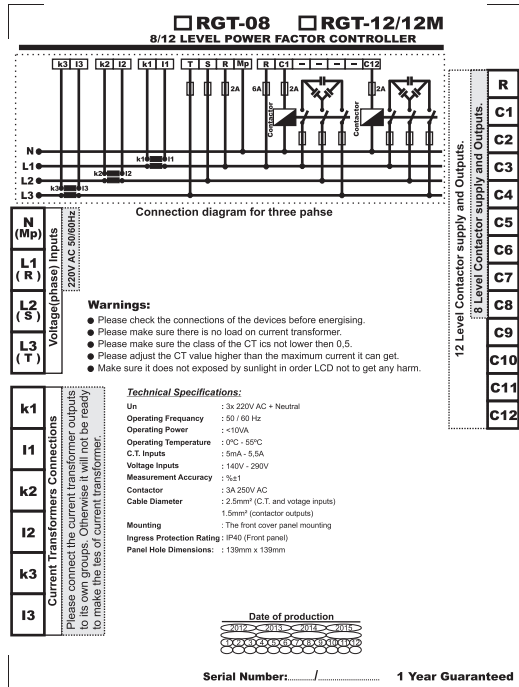 RGT-08 RGT-12/12M
8/12 LEVEL POWER FACTOR CONTROLLER
k3 l3 k2 l2 k1 l1 T S R Mp R C1 – – – – C12
2A 6A 2A 2A
Contactor
Contactor
N
k1 l1
L1
k2 l2
L2
k3 l3
L3
Connection diagram for three pahse
N
(Mp)
L1
( R )
L2
( S )
L3
( T )
Voltage(phase) Inputs
220V AC 50/60Hz
Warnings:
● Please check the connections of the devices before energising.
● Please make sure there is no load on current transformer.
● Please make sure the class of the CT ics not lower then 0,5.
● Please adjust the CT value higher than the maximum current it can get.
● Make sure it does not exposed by sunlight in order LCD not to get any harm.
12 Level Contactor supply and Outputs.
8 Level Contactor supply and Outputs.
R
C1
C2
C3
C4
C5
C6
C7
C8
C9
C10
C11
C12
k1
l1
k2
l2
k3
l3
Current Transformers Connections
Please connect the current transformer outputs
to its own groups. Otherwise it will not be ready
to make the tes of current transformer.
Technical Specifications:
Un : 3x 220V AC + Neutral
Operating Frequancy : 50 / 60 Hz
Operating Power : <10VA
Operating Temperature : 0ºC - 55ºC
C.T. Inputs : 5mA - 5,5A
Voltage Inputs : 140V - 290V
Measurement Accuracy : %±1
Contactor : 3A 250V AC
Cable Diameter : 2.5mm² (C.T. and votage inputs)
1.5mm² (contactor outputs)
Mounting : The front cover panel mounting
Ingress Protection Rating : IP40 (Front panel)
Panel Hole Dimensions: : 139mm x 139mm
Date of production
2012 2013 2014 2015
1 2 3 4 5 6 7 8 9 10 11 12
Serial Number:........./..................... 1 Year Guaranteed